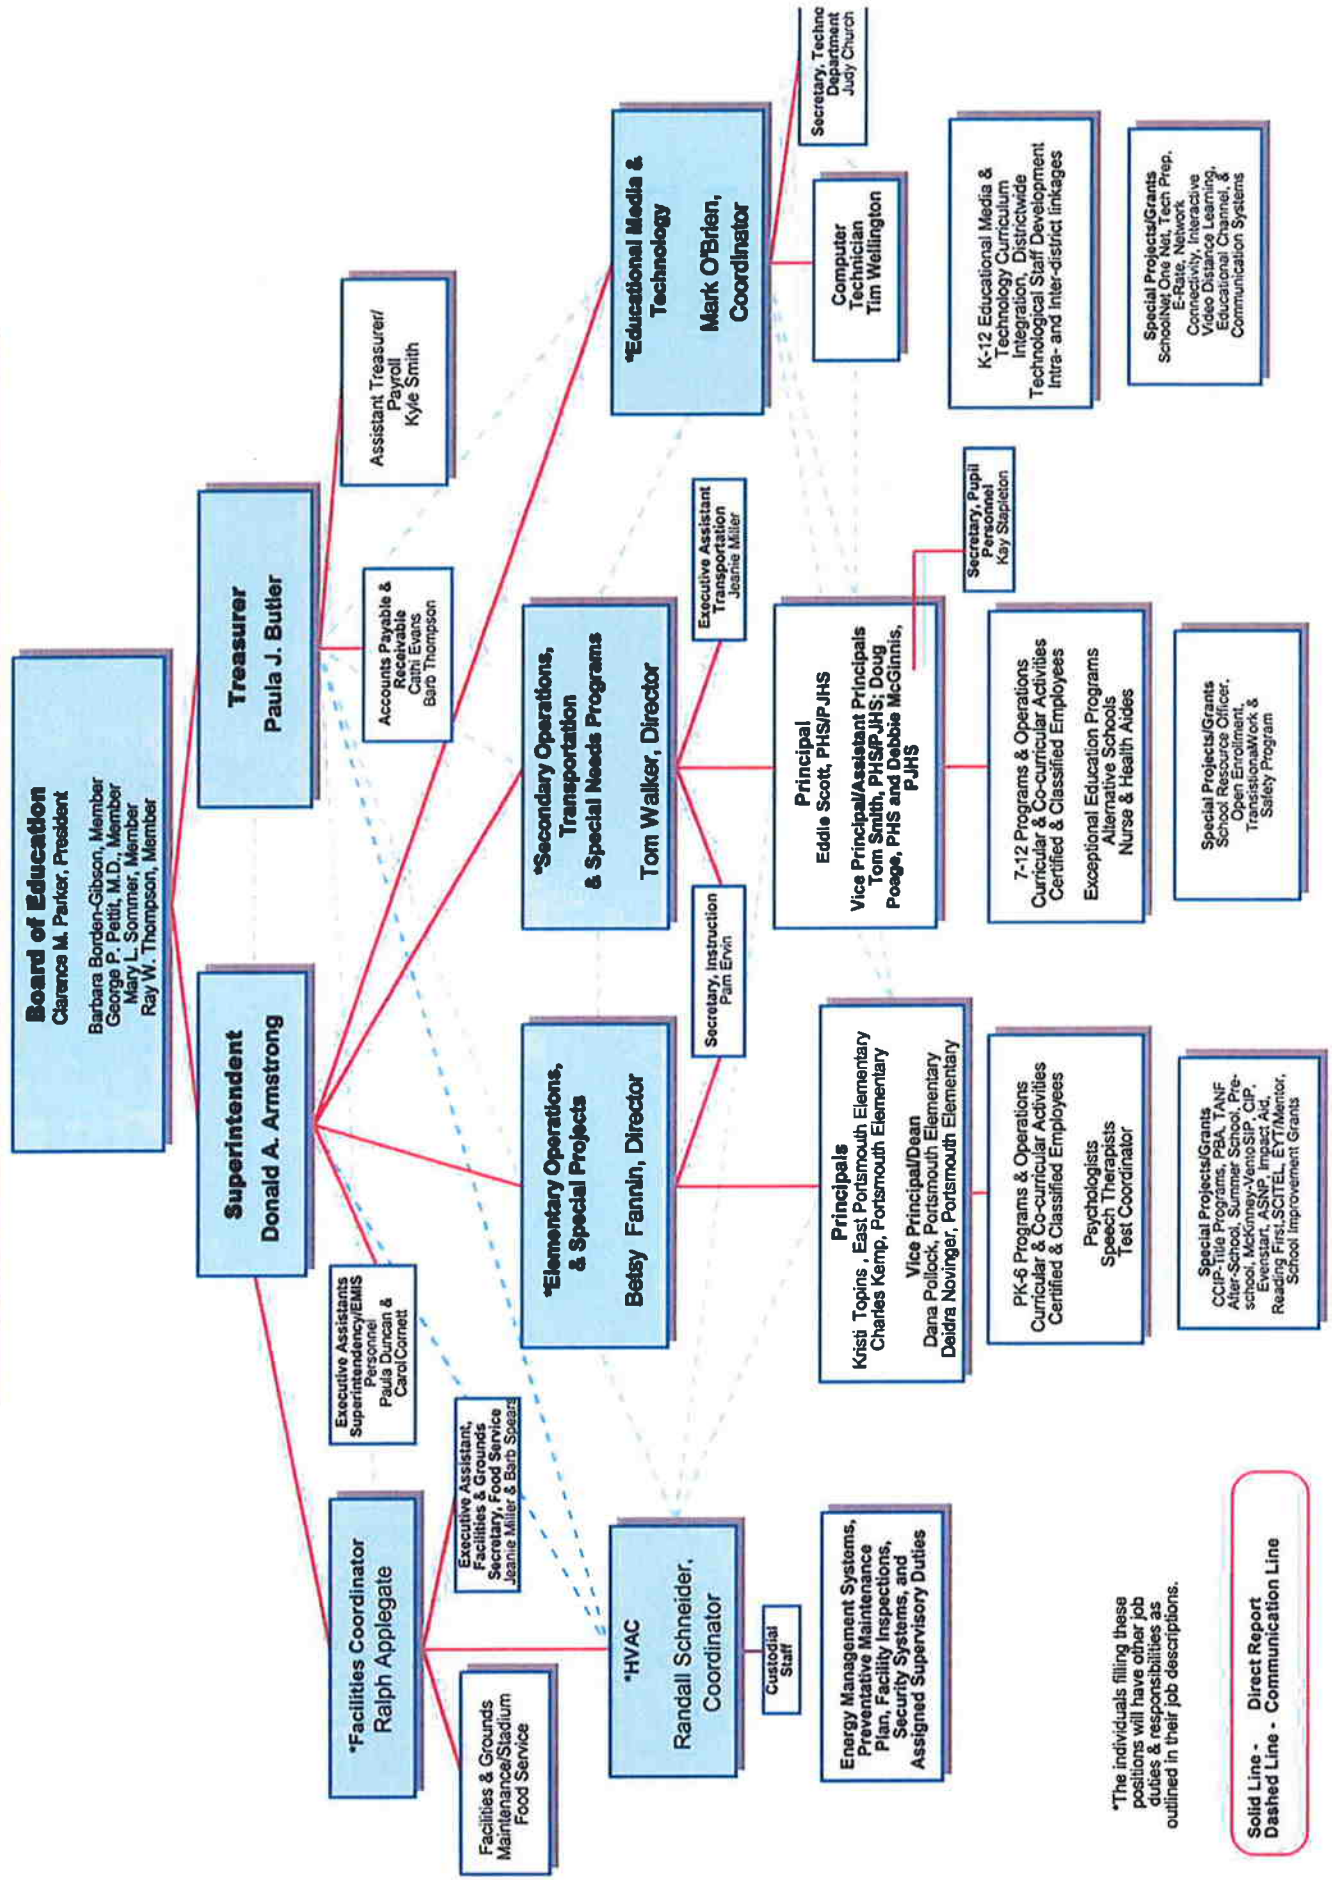 Board of Education
Clarence M. Parker, President
Barbara Borden-Gibson, Member
George P. Pettit, M.D., Member
Mary L. Sommer, Member
Ray W. Thompson, Member
Superintendent
Donald A. Armstrong
Treasurer
Paula J. Butler
*Facilities Coordinator
Ralph Applegate
Executive Assistants
Superintendency/EMIS
Personnel
Paula Duncan &
CarolCornett
Accounts Payable &
Receivable
Cathi Evans
Barb Thompson
Assistant Treasurer/
Payroll
Kyle Smith
Facilities & Grounds
Maintenance/Stadium
Food Service
Executive Assistant,
Facilities & Grounds
Secretary, Food Service
Jeanie Miller & Barb Spears
*Elementary Operations,
& Special Projects
Betsy Fannin, Director
*Secondary Operations,
Transportation
& Special Needs Programs
Tom Walker, Director
*Educational Media &
Technology
Mark O'Brien,
Coordinator
*HVAC
Randall Schneider,
Coordinator
Secretary, Instruction
Pam Ervin
Executive Assistant
Transportation
Jeanie Miller
Secretary, Techno
Department
Judy Church
Custodial
Staff
Principals
Kristi Topins , East Portsmouth Elementary
Charles Kemp, Portsmouth Elementary
Vice Principal/Dean
Dana Pollock, Portsmouth Elementary
Deidra Novinger, Portsmouth Elementary
Principal
Eddie Scott, PHS/PJHS
Vice Principal/Assistant Principals
Tom Smith, PHS/PJHS; Doug
Poage, PHS and Debbie McGinnis,
PJHS
Computer
Technician
Tim Wellington
Energy Management Systems,
Preventative Maintenance
Plan, Facility Inspections,
Security Systems, and
Assigned Supervisory Duties
Secretary, Pupil
Personnel
Kay Stapleton
PK-6 Programs & Operations
Curricular & Co-curricular Activities
Certified & Classified Employees
Psychologists
Speech Therapists
Test Coordinator
7-12 Programs & Operations
Curricular & Co-curricular Activities
Certified & Classified Employees
Exceptional Education Programs
Alternative Schools
Nurse & Health Aides
K-12 Educational Media &
Technology Curriculum
Integration, Districtwide
Technological Staff Development
Intra- and Inter-district linkages
Special Projects/Grants
CCIP-Title Programs, PBA, TANF
After-School, Summer School, Pre-
school, McKinney-VentoSIP, CIP,
Evenstart, ASNP, Impact Aid,
Reading First,SCITEL, EYT/Mentor,
School Improvement Grants
Special Projects/Grants
School Resource Officer,
Open Enrollment,
TransisionaWork &
Safety Program
Special Projects/Grants
SchoolNet One Net, Tech Prep,
E-Rate, Network
Connectivity, Interactive
Video Distance Learning,
Educational Channel, &
Communication Systems
*The individuals filling these
positions will have other job
duties & responsibilities as
outlined in their job descriptions.
Solid Line - Direct Report
Dashed Line - Communication Line